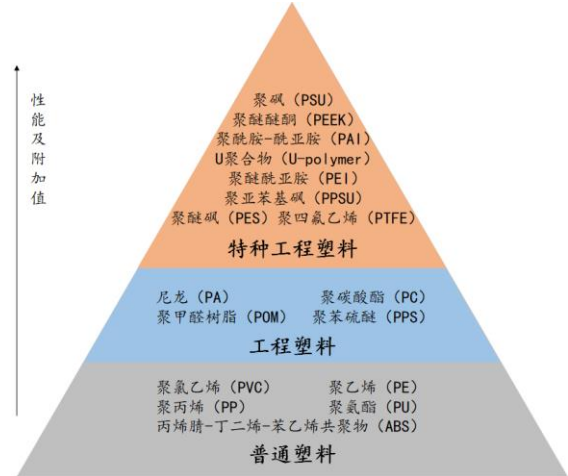 性能及附加值
聚砜（PSU）
聚醚醚酮（PEEK）
聚酰胺-酰亚胺（PAI）
U聚合物（U-polymer）
聚醚酰亚胺（PEI）
聚亚苯基砜（PPSU）
聚醚砜（PES） 聚四氟乙烯（PTFE）
特种工程塑料
尼龙（PA） 聚碳酸酯（PC）
聚甲醛树脂（POM） 聚苯硫醚（PPS）
工程塑料
聚氯乙烯（PVC） 聚乙烯（PE）
聚丙烯（PP） 聚氨酯（PU）
丙烯腈-丁二烯-苯乙烯共聚物（ABS）
普通塑料